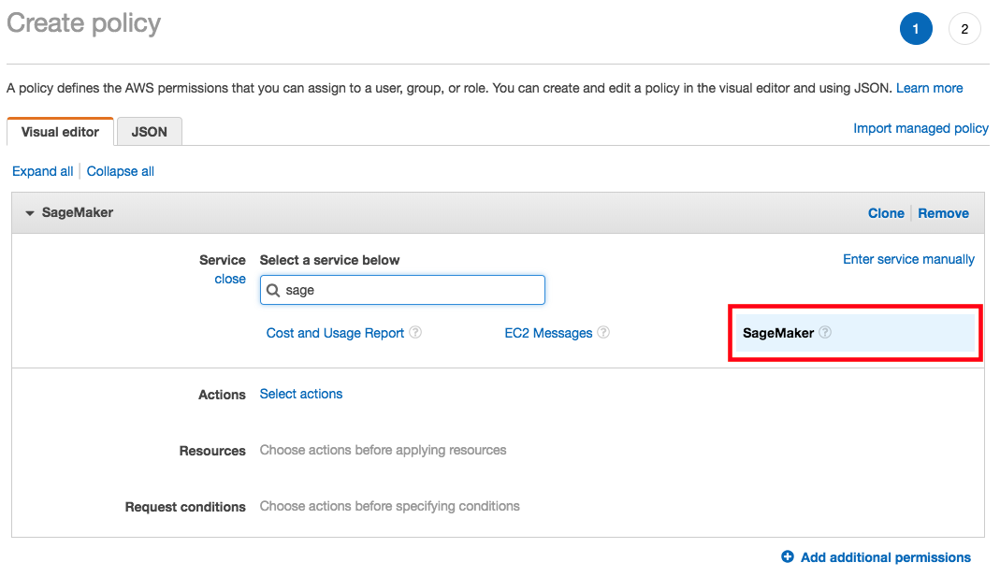 Create policy
1
2
A policy defines the AWS permissions that you can assign to a user, group, or role. You can create and edit a policy in the visual editor and using JSON. Learn more
Visual editor
JSON
Import managed policy
Expand all
Collapse all
SageMaker
Clone
Remove
Service
Select a service below
Enter service manually
close
sage
Cost and Usage Report ?
EC2 Messages ?
SageMaker ?
Actions
Select actions
Resources
Choose actions before applying resources
Request conditions
Choose actions before specifying conditions
Add additional permissions